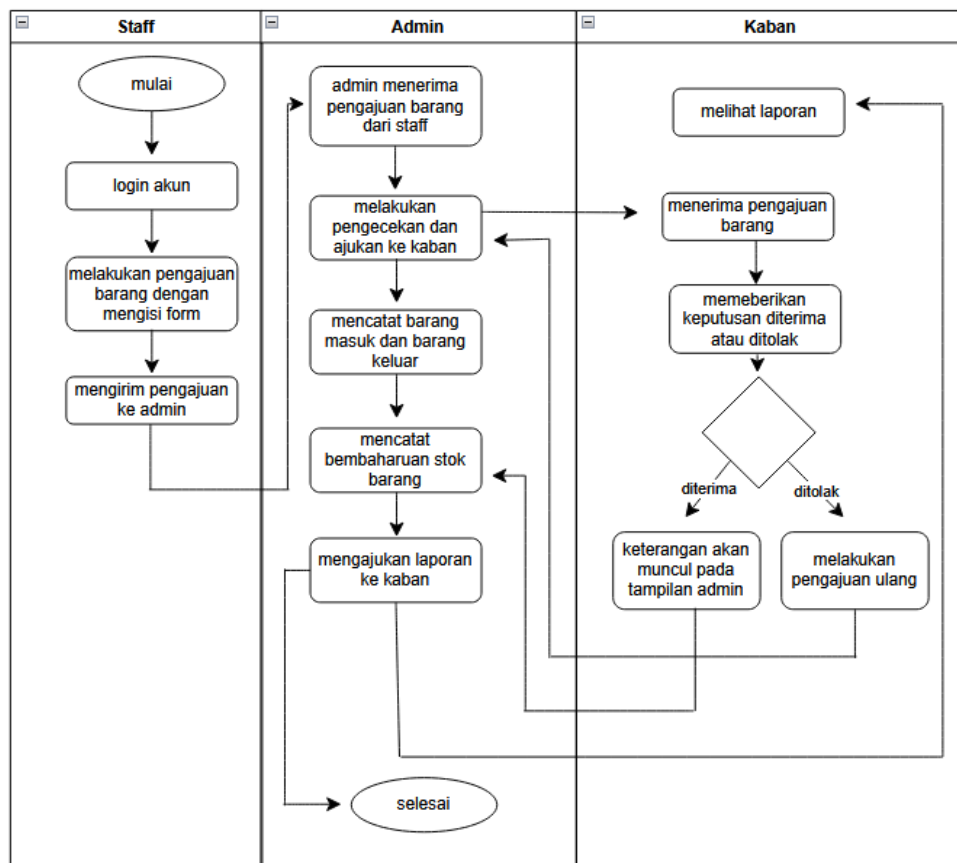 Staff
Admin
Kaban
mulai
login akun
melakukan pengajuan
barang dengan
mengisi form
mengirim pengajuan
ke admin
admin menerima
pengajuan barang
dari staff
melakukan
pengecekan dan
ajukan ke kaban
mencatat barang
masuk dan barang
keluar
mencatat
bembaharuan stok
barang
mengajukan laporan
ke kaban
selesai
melihat laporan
menerima pengajuan
barang
memeberikan
keputusan diterima
atau ditolak
diterima
ditolak
keterangan akan
muncul pada
tampilan admin
melakukan
pengajuan ulang